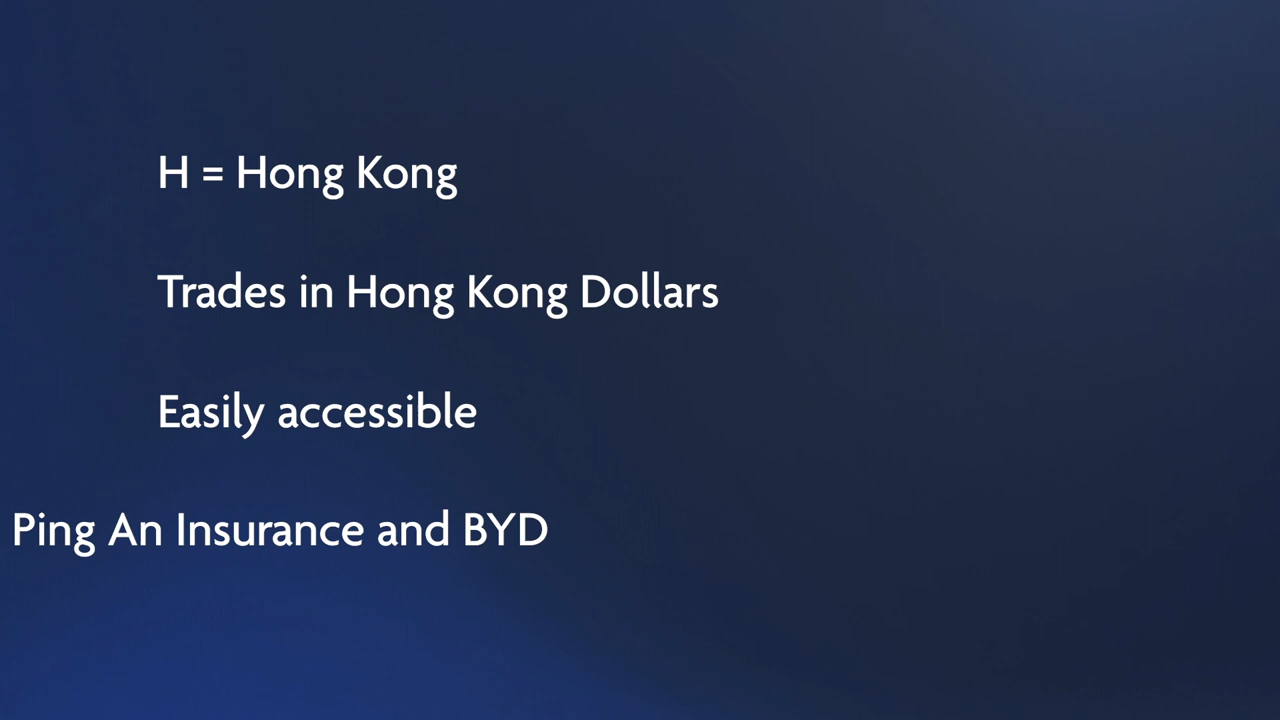 H = Hong Kong
Trades in Hong Kong Dollars
Easily accessible
Ping An Insurance and BYD